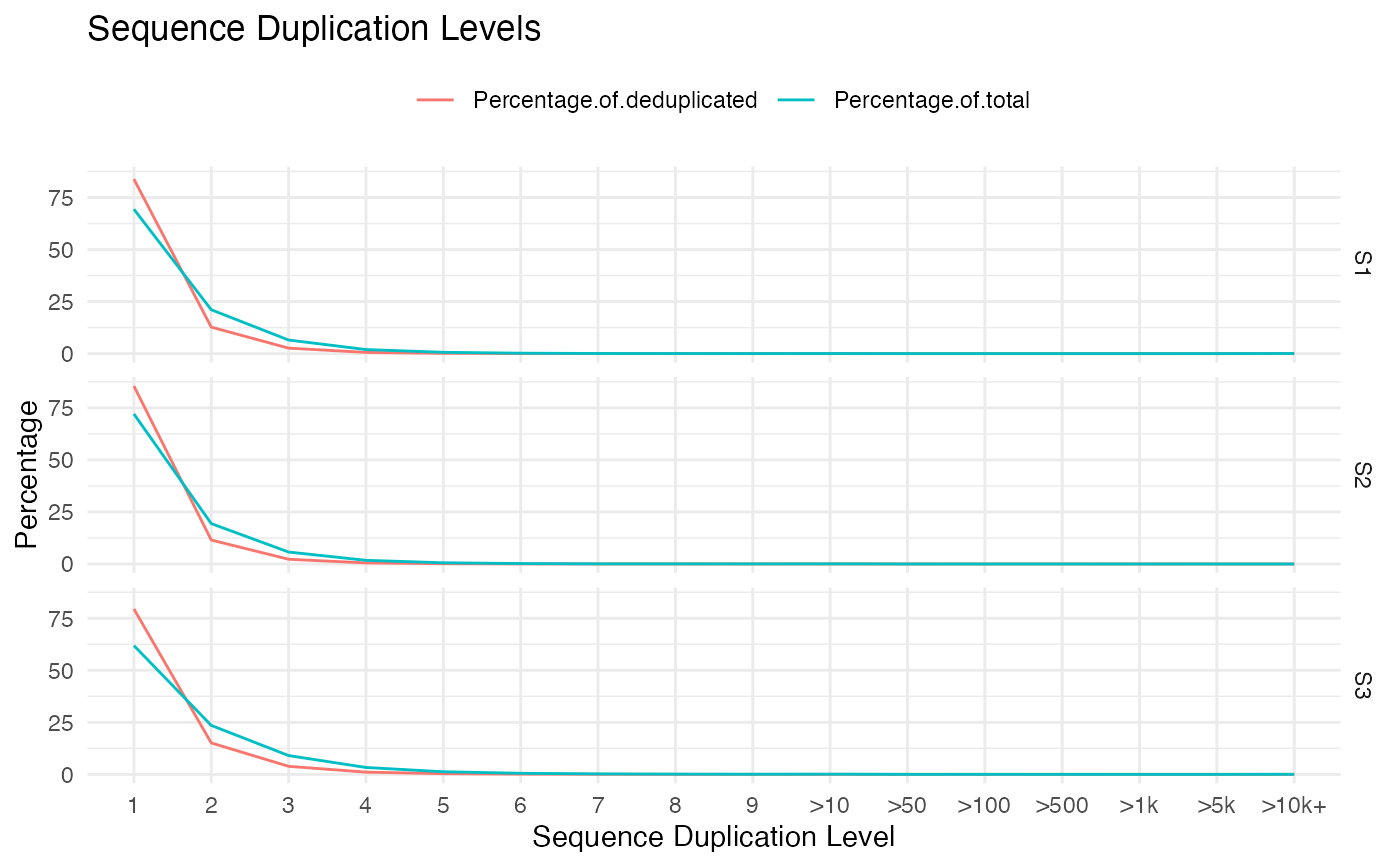 Sequence Duplication Levels
Percentage.of.deduplicated Percentage.of.total
75
50
25
0
S1
75
50
25
0
S2
75
50
25
0
S3
Percentage
1 2 3 4 5 6 7 8 9 >10 >50 >100 >500 >1k >5k >10k+
Sequence Duplication Level